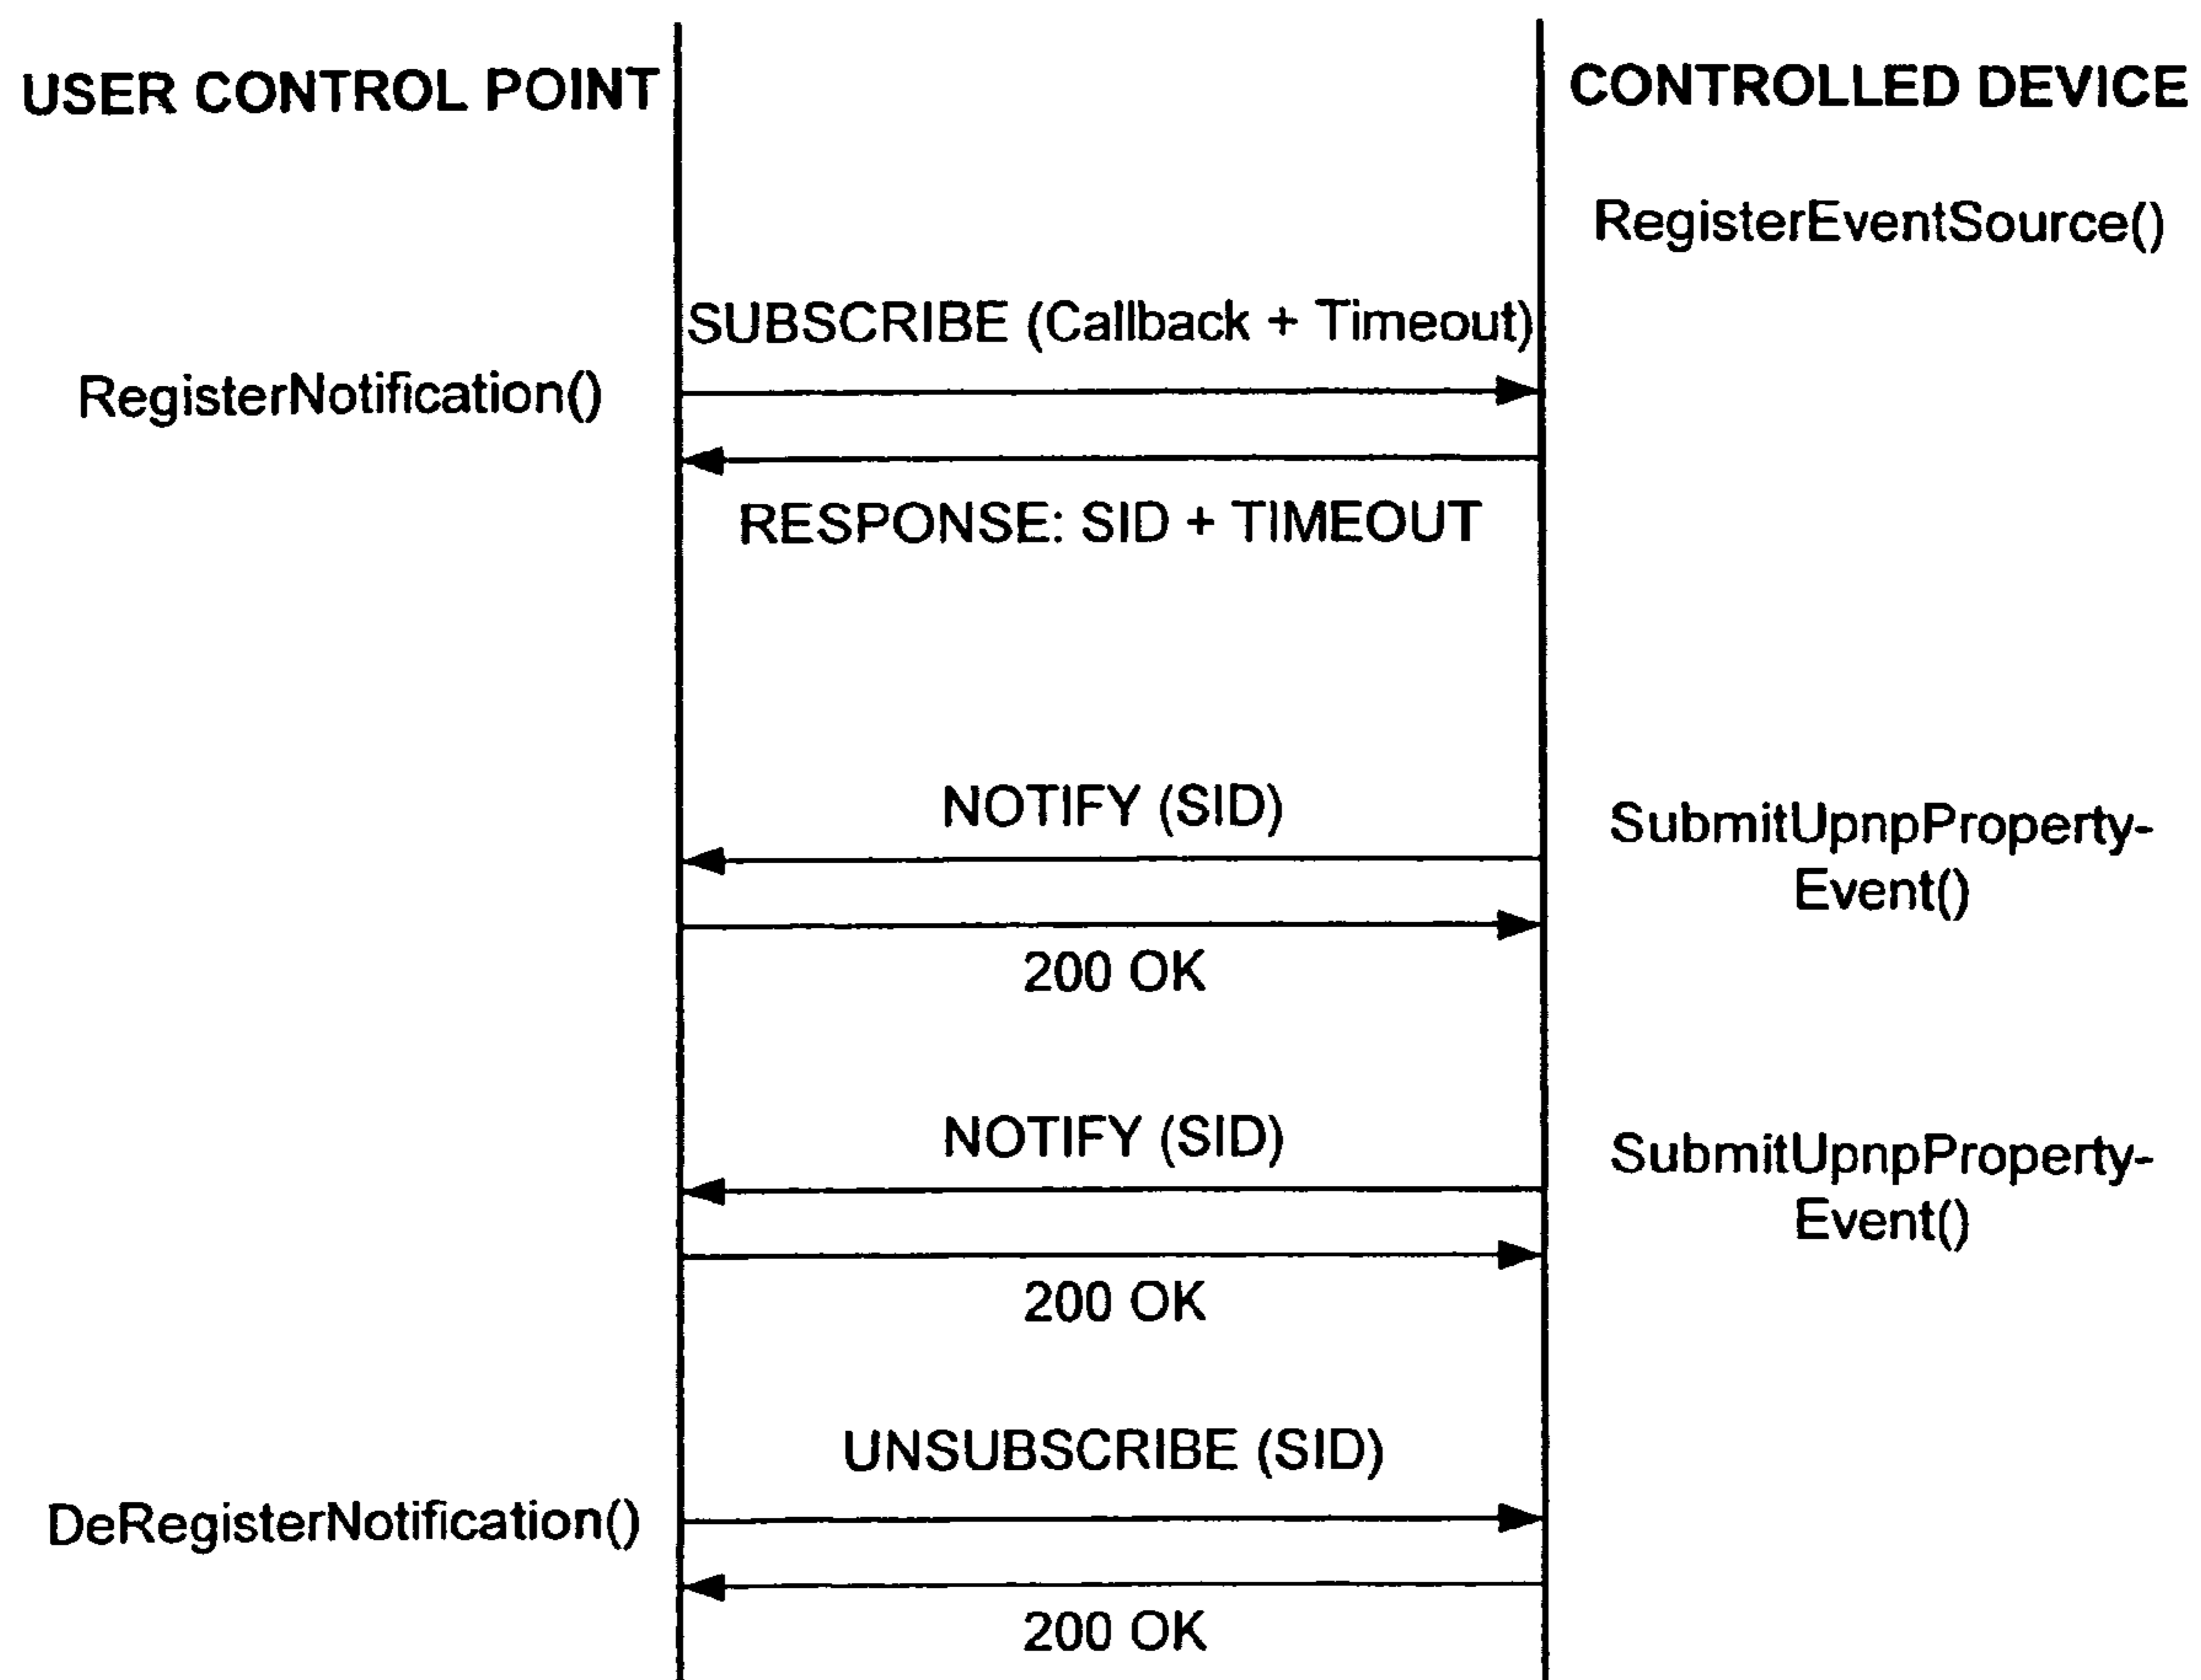 USER CONTROL POINT
CONTROLLED DEVICE
RegisterEventSource()
SUBSCRIBE (Callback + Timeout)
RegisterNotification()
RESPONSE: SID + TIMEOUT
NOTIFY (SID)
SubmitUpnpProperty-
Event()
200 OK
NOTIFY (SID)
SubmitUpnpProperty-
Event()
200 OK
UNSUBSCRIBE (SID)
DeRegisterNotification()
200 OK